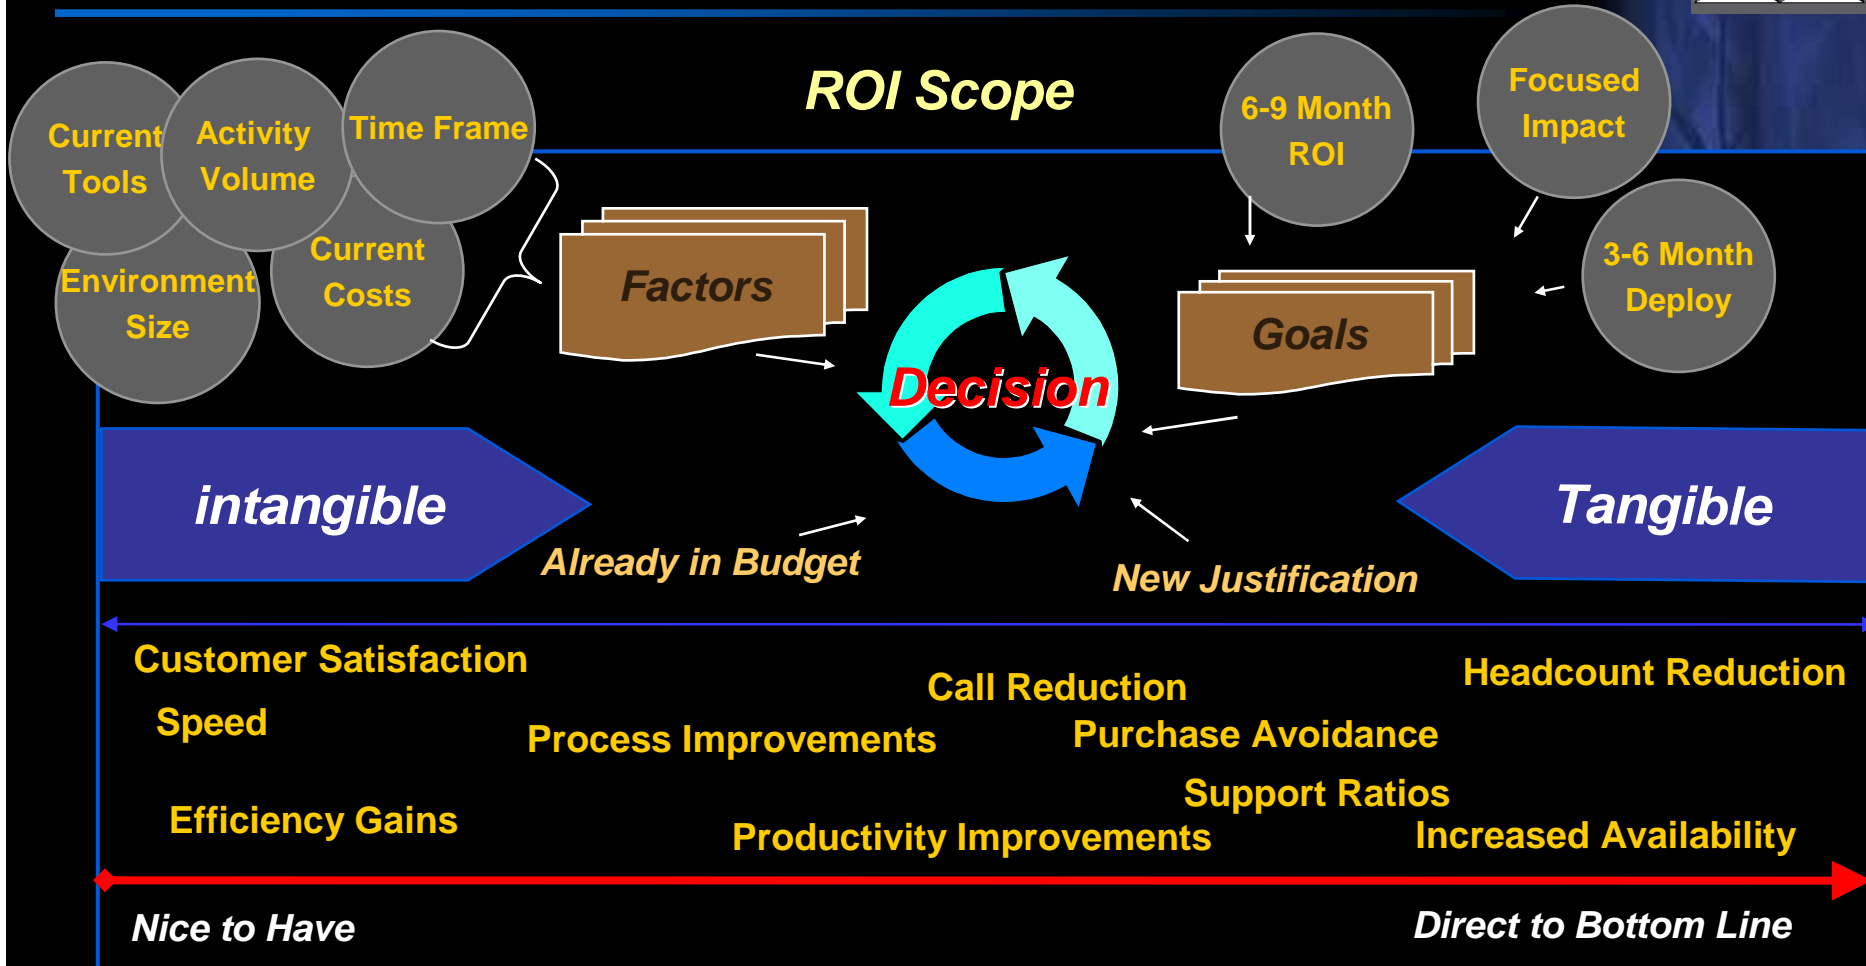 ROI Scope
Current
Tools
Activity
Volume
Time Frame
Environment
Size
Current
Costs
6-9 Month
ROI
Focused
Impact
3-6 Month
Deploy
Factors
Goals
Decision
intangible
Tangible
Already in Budget
New Justification
Customer Satisfaction
Speed
Efficiency Gains
Process Improvements
Call Reduction
Purchase Avoidance
Support Ratios
Productivity Improvements
Headcount Reduction
Increased Availability
Nice to Have
Direct to Bottom Line